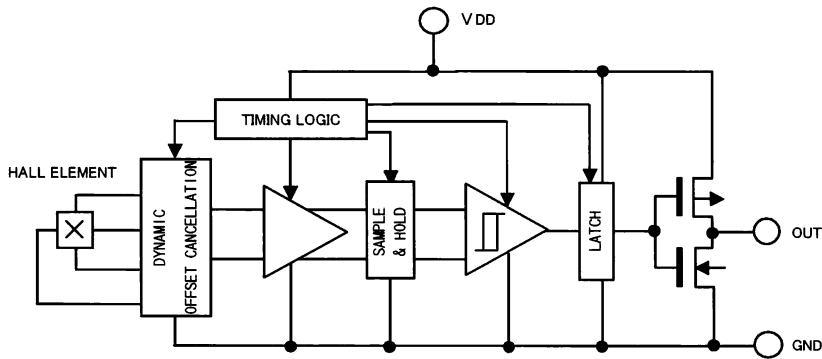 VDD
TIMING LOGIC
HALL ELEMENT
DYNAMIC
OFFSET CANCELLATION
SAMPLE
& HOLD
LATCH
OUT
GND